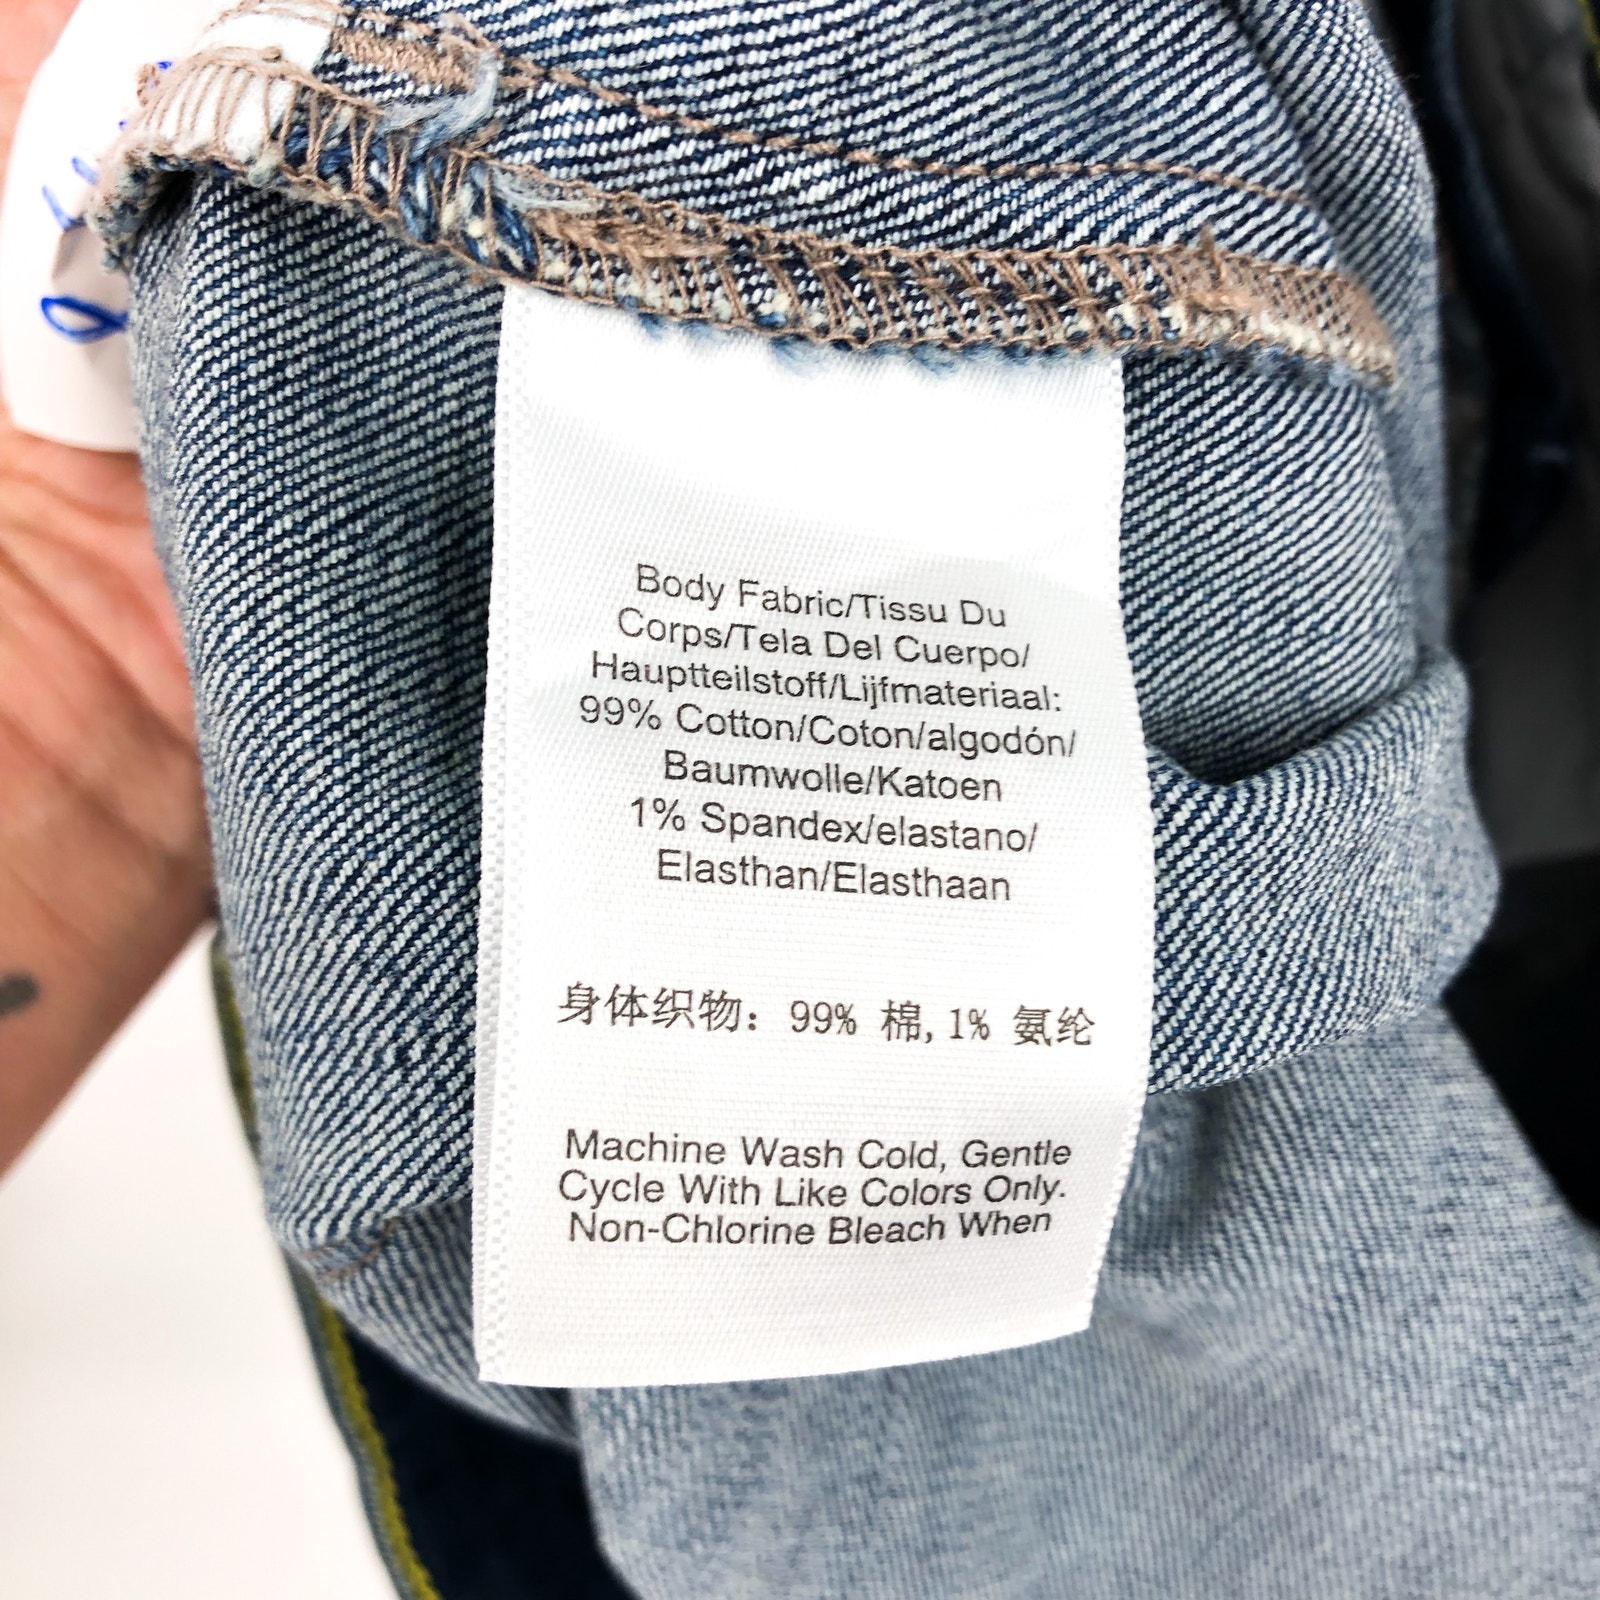 Body Fabric/Tissu Du
Corps/Tela Del Cuerpo/
Hauptteilstoff/Lijfmateriaal:
99% Cotton/Coton/algodón/
Baumwolle/Katoen
1% Spandex/elastano/
Elasthan/Elasthaan
身体织物: 99% 棉, 1% 氨纶
Machine Wash Cold, Gentle
Cycle With Like Colors Only.
Non-Chlorine Bleach When